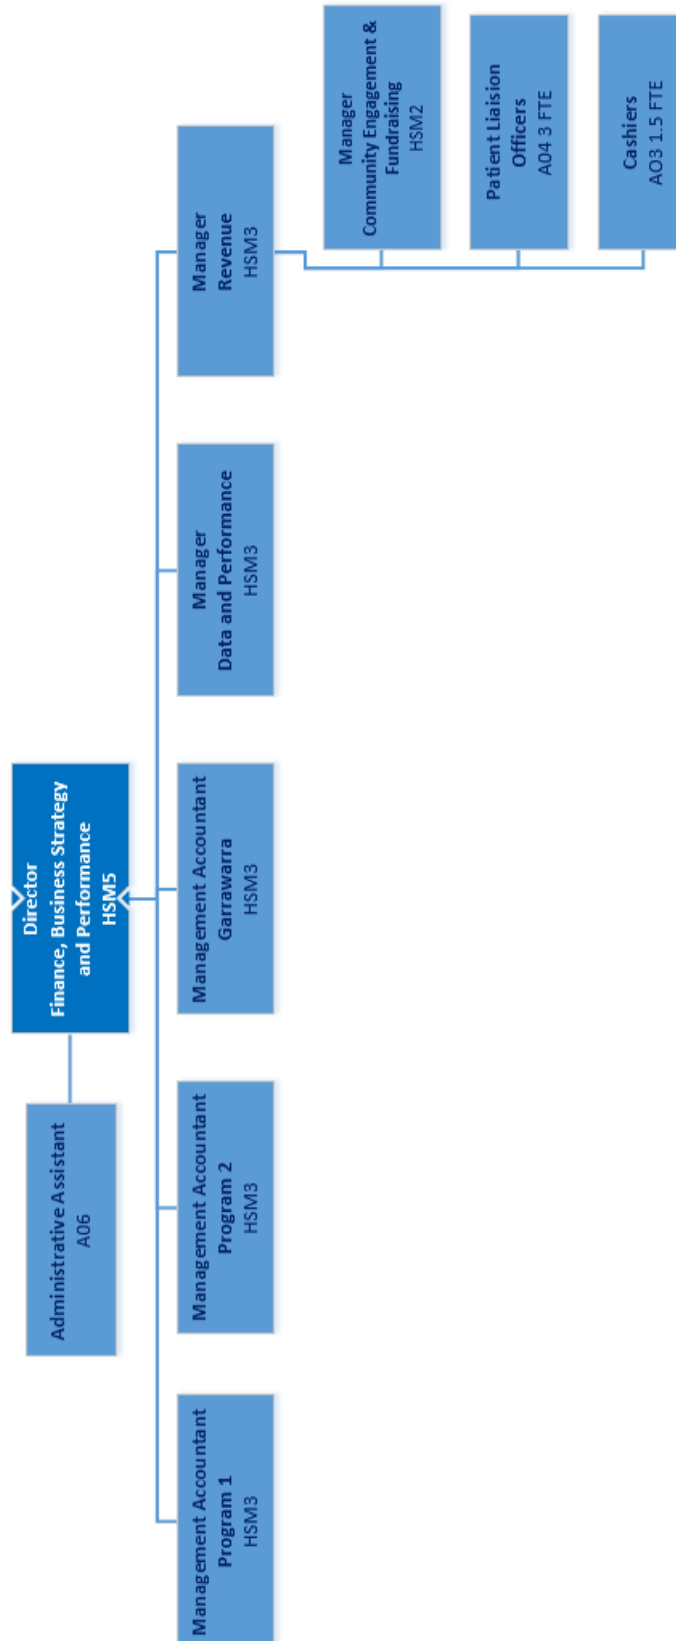 Director
Finance, Business Strategy
and Performance
HSM5
Administrative Assistant
A06
Management Accountant
Program 1
HSM3
Management Accountant
Program 2
HSM3
Management Accountant
Garrawarra
HSM3
Manager
Data and Performance
HSM3
Manager
Revenue
HSM3
Manager
Community Engagement &
Fundraising
HSM2
Patient Liaision
Officers
A04 3 FTE
Cashiers
AO3 1.5 FTE